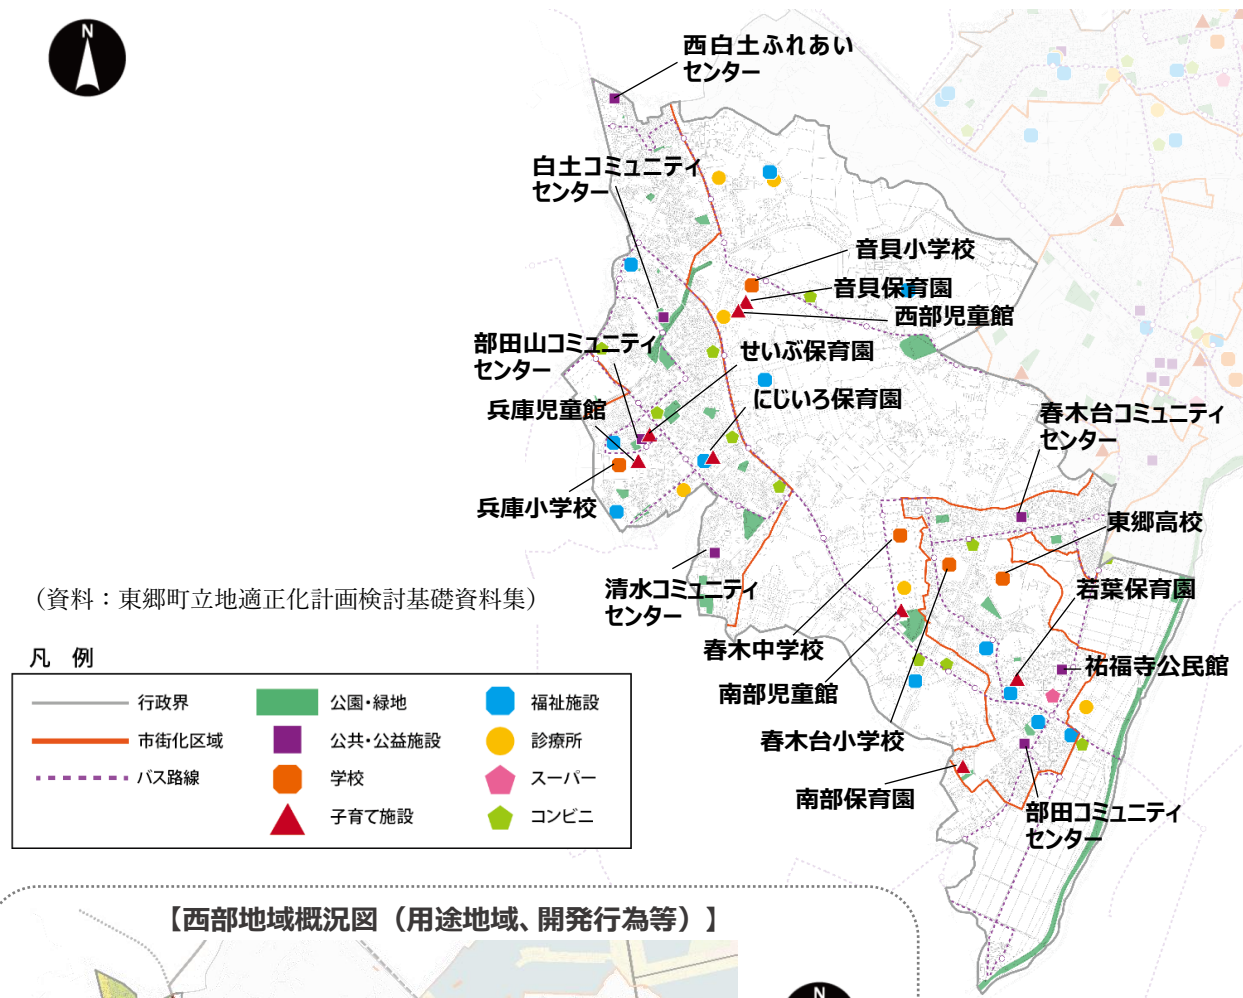 N
西白土ふれあい
センター
白土コミュニティ
センター
音貝小学校
音貝保育園
西部児童館
部田山コミュニティ
センター
せいぶ保育園
兵庫児童館
にじいろ保育園
春木台コミュニティ
センター
兵庫小学校
東郷高校
清水コミュニティ
センター
若葉保育園
（資料：東郷町立地適正化計画検討基礎資料集）
春木中学校
祐福寺公民館
南部児童館
春木台小学校
南部保育園
部田コミュニティ
センター
凡　例
行政界
公園・緑地
福祉施設
市街化区域
公共・公益施設
診療所
バス路線
学校
スーパー
子育て施設
コンビニ
【西部地域概況図（用途地域、開発行為等）】
N